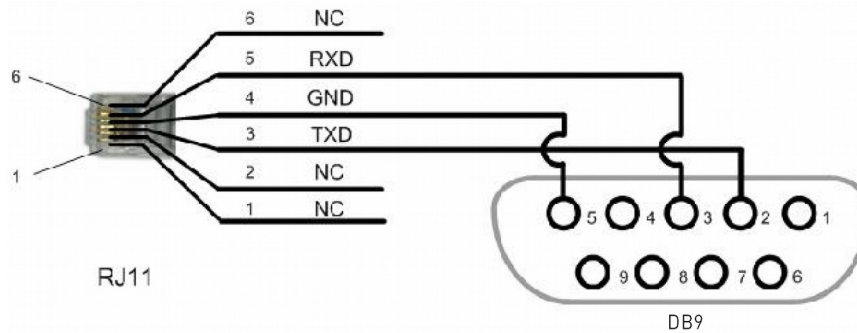 6 NC
5 RXD
6
4 GND
3 TXD
1
2 NC
1 NC
5 4 3 2 1
9 8 7 6
RJ11
DB9